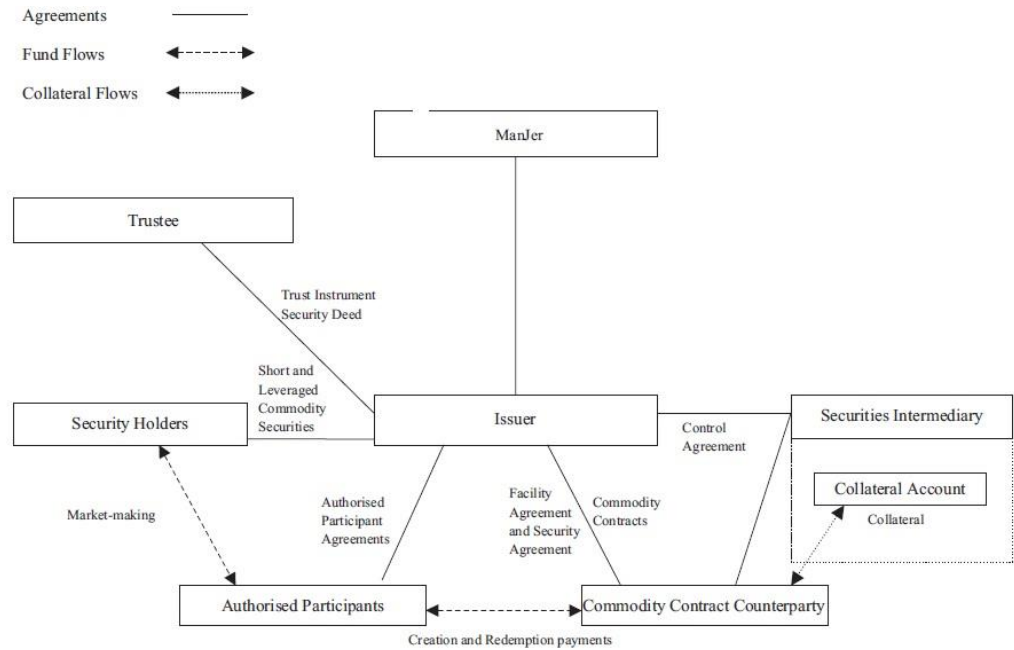 Agreements
Fund Flows
Collateral Flows
ManJer
Trustee
Trust Instrument
Security Deed
Short and
Leveraged
Commodity
Securities
Security Holders
Issuer
Control
Agreement
Securities Intermediary
Collateral Account
Collateral
Market-making
Authorised
Participant
Agreements
Facility
Agreement
and Security
Agreement
Commodity
Contracts
Authorised Participants
Commodity Contract Counterparty
Creation and Redemption payments